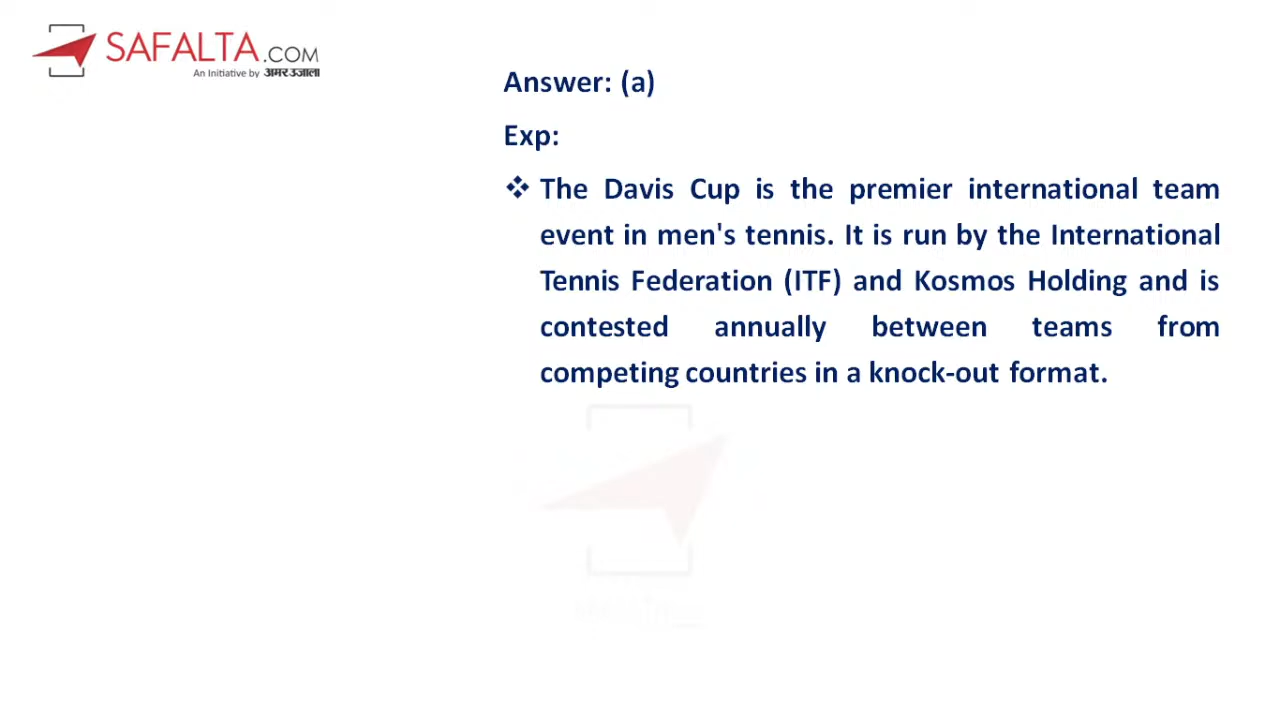 SAFALTA.COM
An Initiative by अमर उजाला
Answer: (a)
Exp:
❖ The Davis Cup is the premier international team
event in men's tennis. It is run by the International
Tennis Federation (ITF) and Kosmos Holding and is
contested annually between teams from
competing countries in a knock-out format.